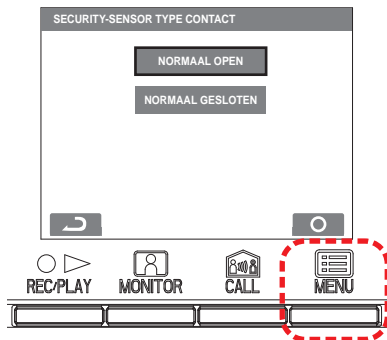 SECURITY-SENSOR TYPE CONTACT
NORMAAL OPEN
NORMAAL GESLOTEN
REC/PLAY MONITOR CALL MENU